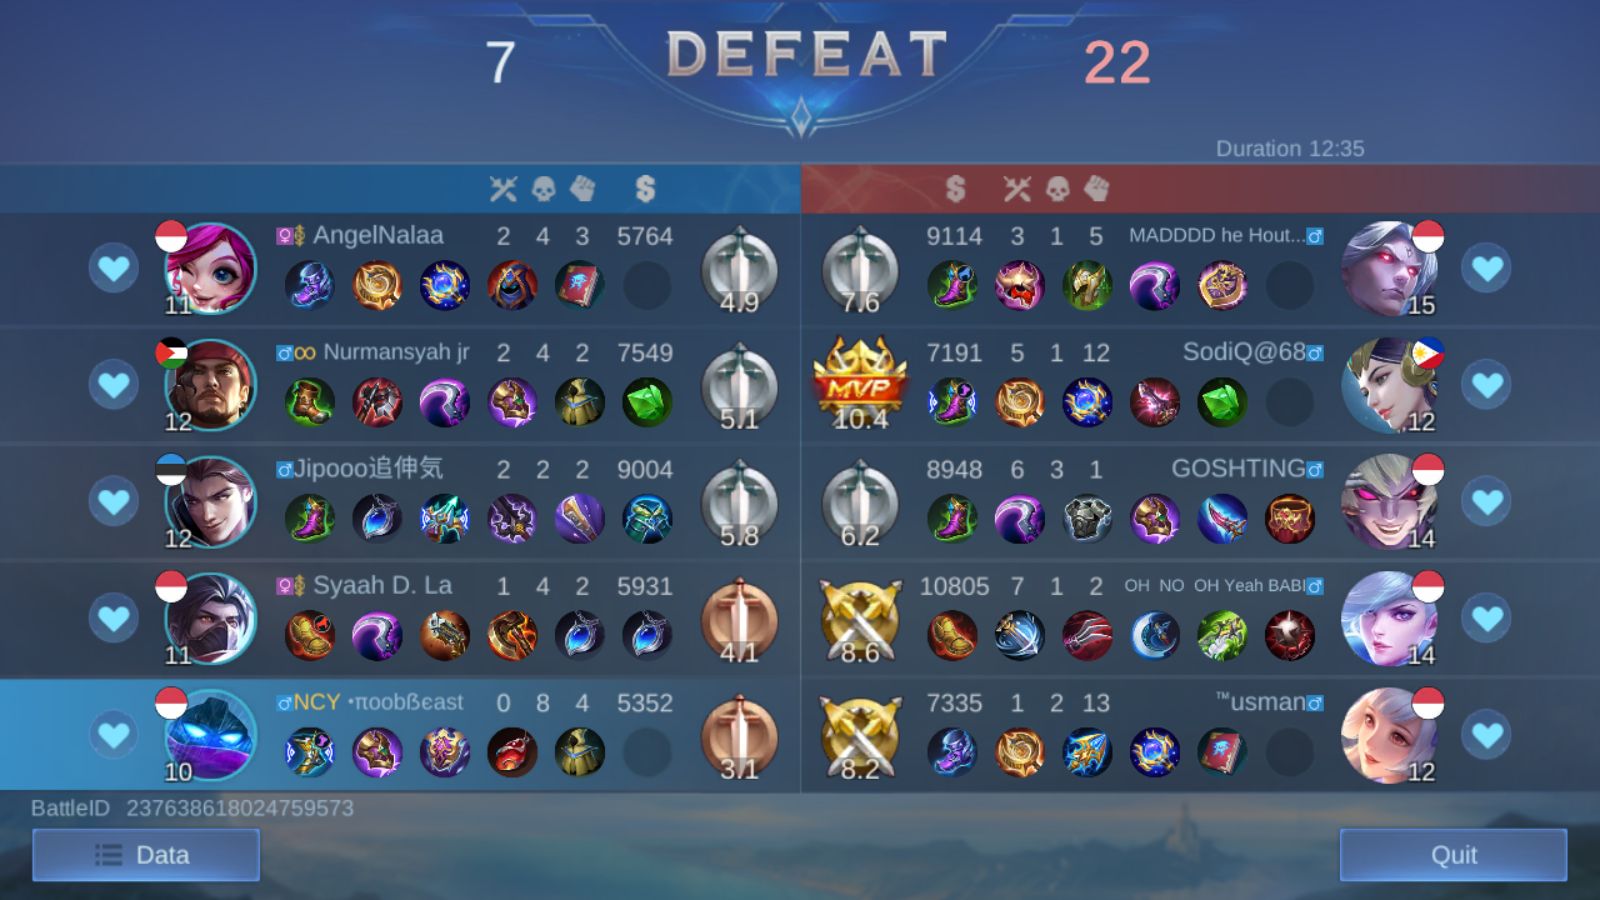 7 DEFEAT 22
Duration 12:35
AngelNalaa 2 4 3 5764
11 4.9
9114 3 1 5 MADDDD he Hout...
7.6 15
Nurmansyah jr 2 4 2 7549
12 5.1
7191 5 1 12 SodiQ@68
MVP
10.4 12
Jipooo追伸気 2 2 2 9004
12 5.8
8948 6 3 1 GOSHTING
6.2 14
Syaah D. La 1 4 2 5931
11 4.1
10805 7 1 2 OH NO OH Yeah BABI
8.6 14
NCY •πoobßєast 0 8 4 5352
10 3.1
7335 1 2 13 ™usman
8.2 12
BattleID 237638618024759573
Data
Quit